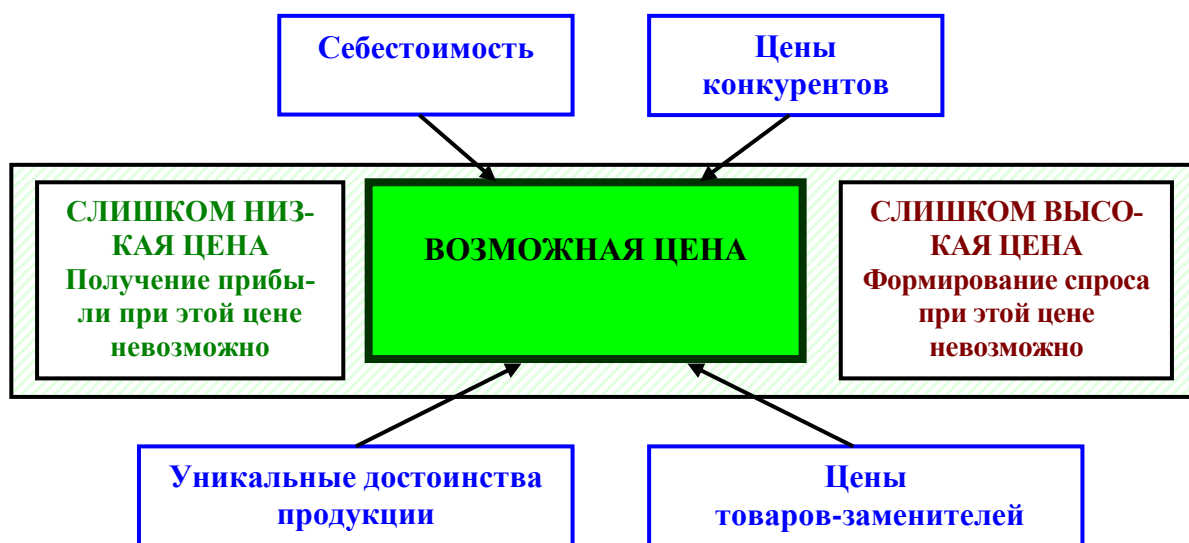 Себестоимость
Цены
конкурентов
СЛИШКОМ НИЗ-
КАЯ ЦЕНА
Получение прибы-
ли при этой цене
невозможно
ВОЗМОЖНАЯ ЦЕНА
СЛИШКОМ ВЫСО-
КАЯ ЦЕНА
Формирование спроса
при этой цене
невозможно
Уникальные достоинства
продукции
Цены
товаров-заменителей